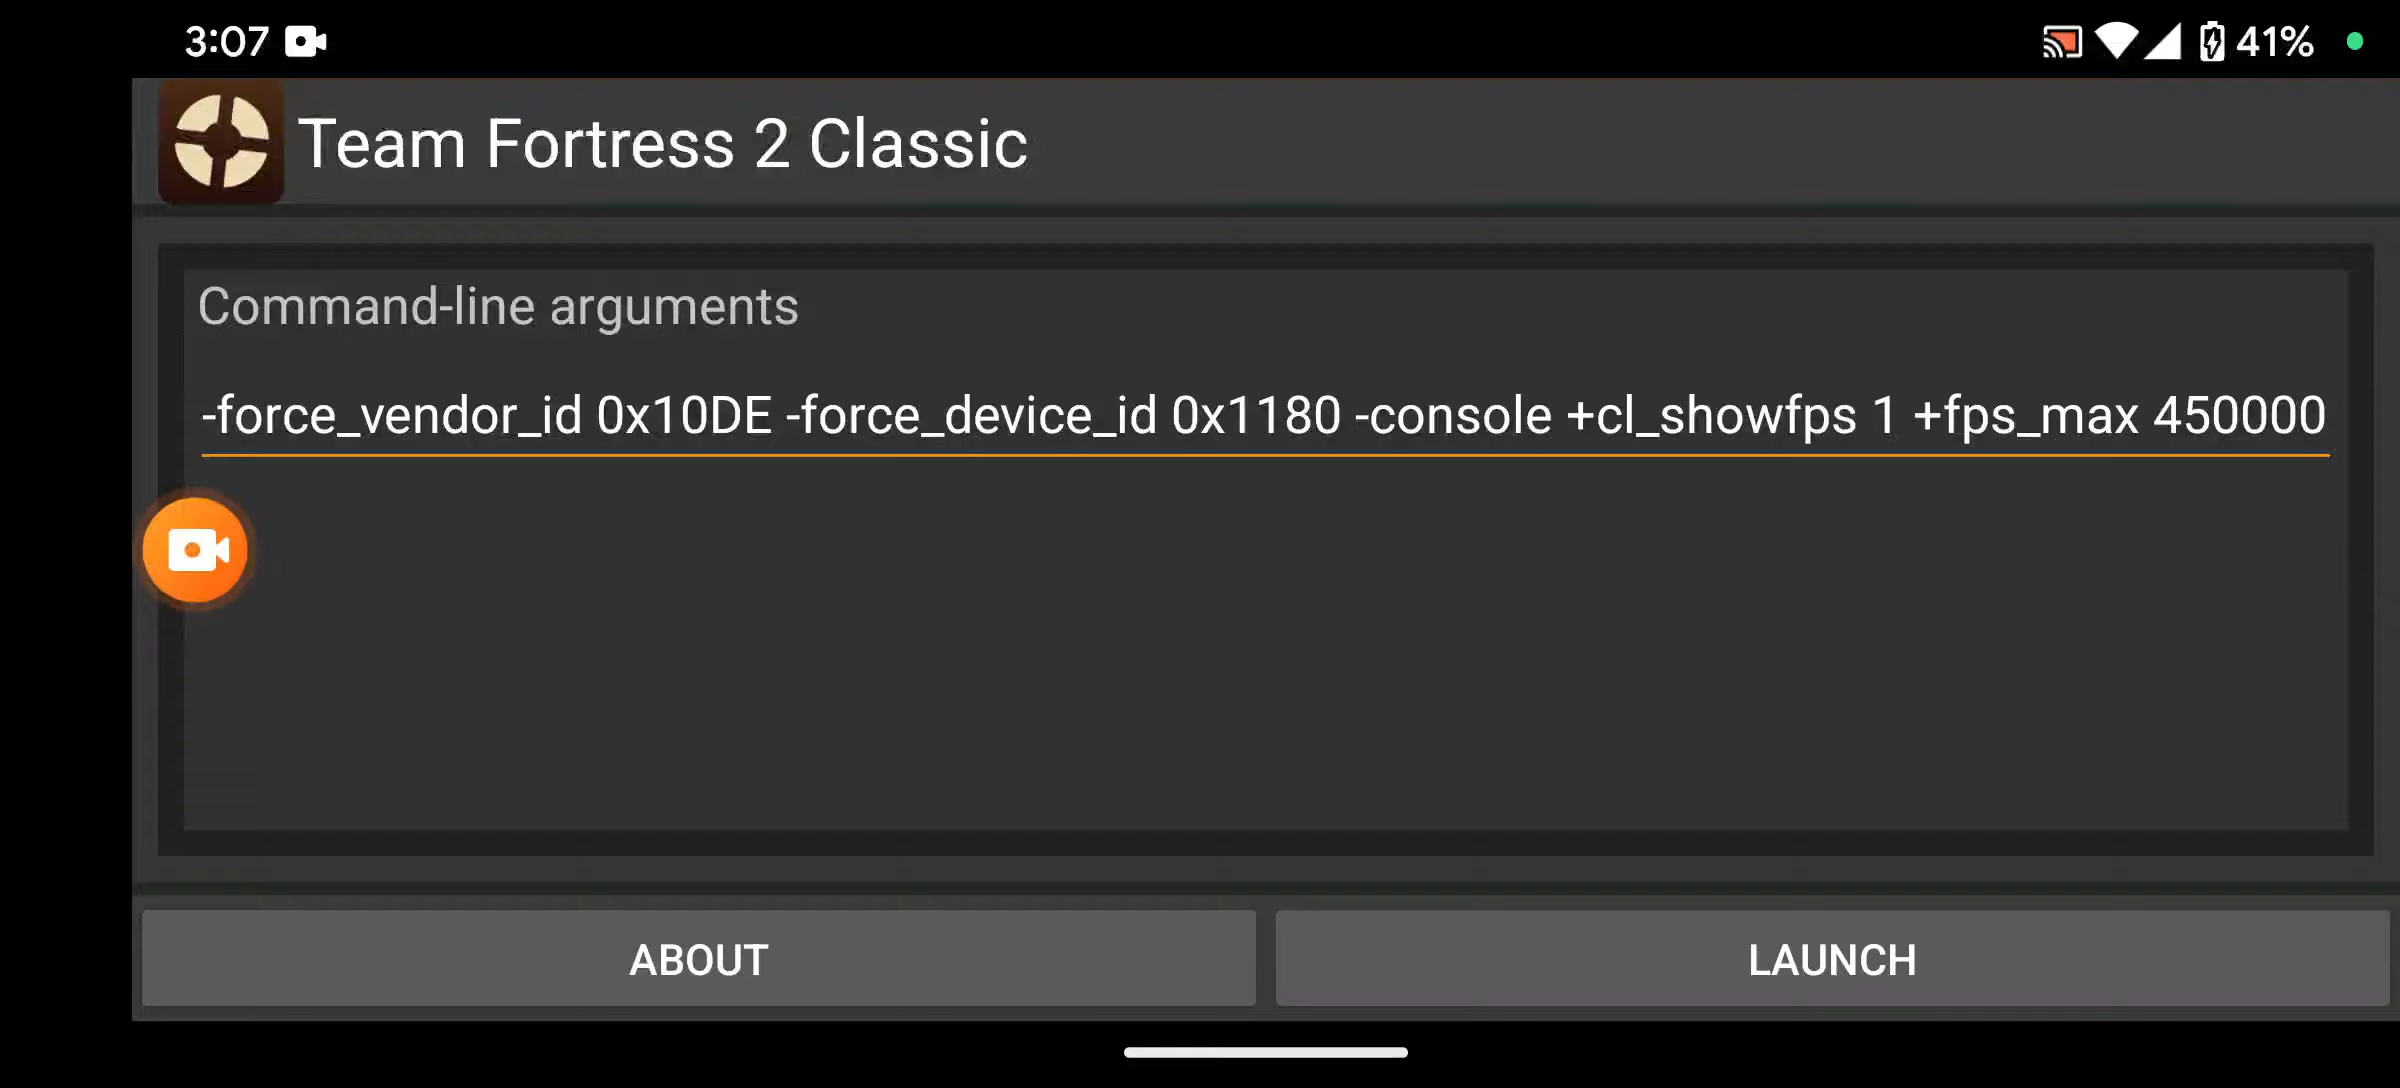 3:07
41%
Team Fortress 2 Classic
Command-line arguments
-force_vendor_id 0x10DE -force_device_id 0x1180 -console +cl_showfps 1 +fps_max 450000
ABOUT
LAUNCH